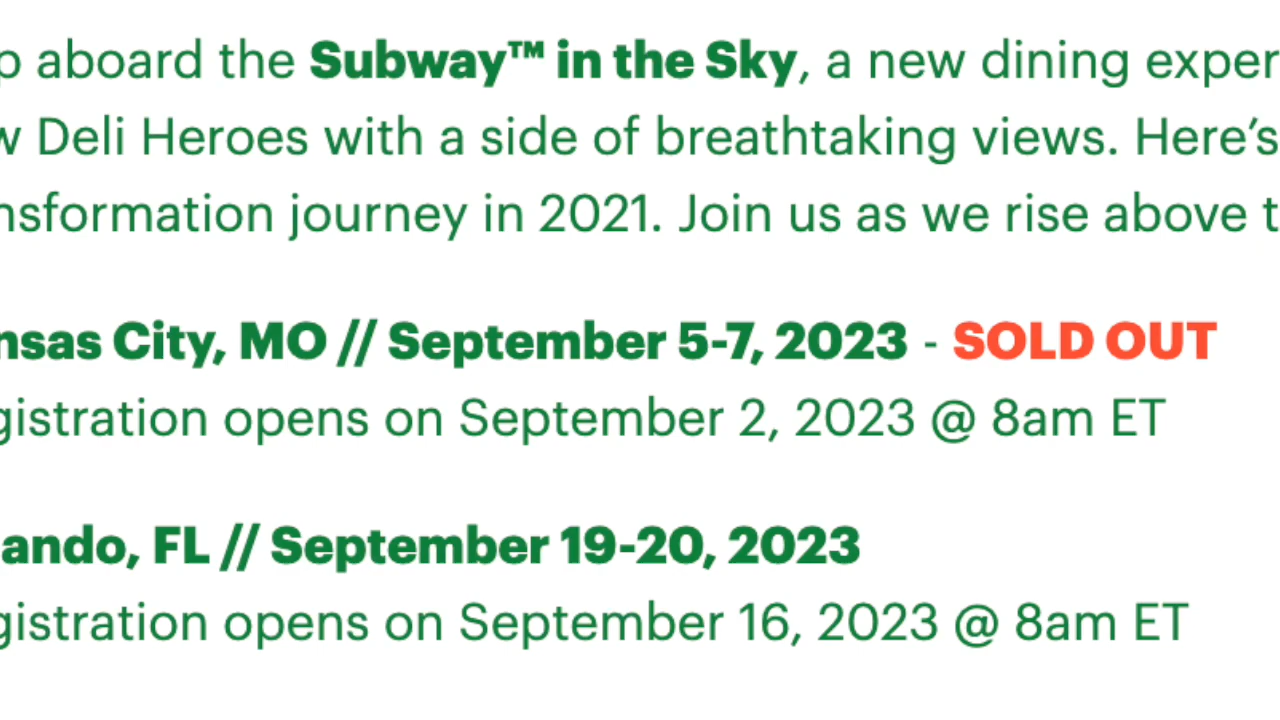 p aboard the Subway™ in the Sky, a new dining exper
w Deli Heroes with a side of breathtaking views. Here's
nsformation journey in 2021. Join us as we rise above t
nsas City, MO // September 5-7, 2023 - SOLD OUT
gistration opens on September 2, 2023 @ 8am ET
ando, FL // September 19-20, 2023
gistration opens on September 16, 2023 @ 8am ET